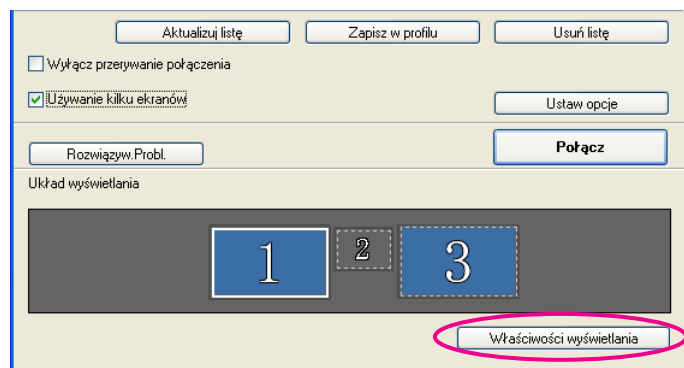 Aktualizuj listę Zapisz w profilu Usuń listę
Wyłącz przerywanie połączenia
Używanie kilku ekranów
Ustaw opcje
Rozwiązyw.Probl.
Połącz
Układ wyświetlania
1 2 3
Właściwości wyświetlania